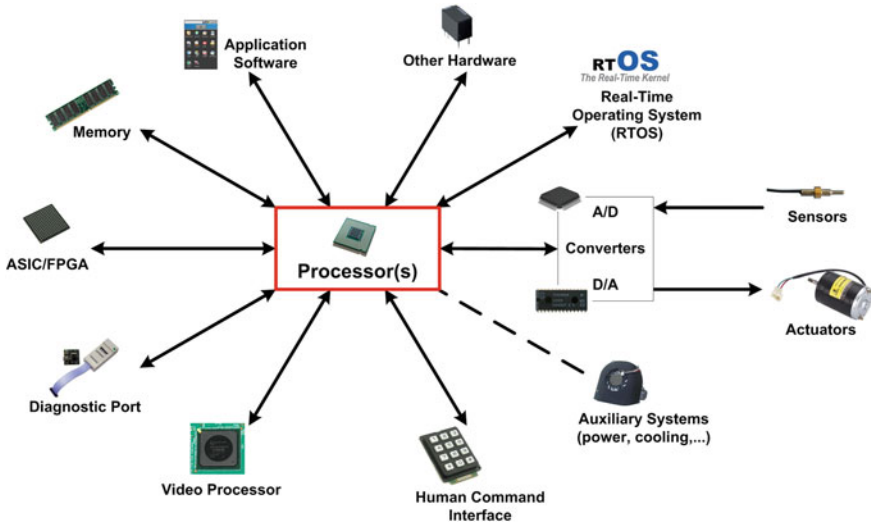 Application
Software
Other Hardware
RTOS
The Real-Time Kernel
Real-Time
Operating System
(RTOS)
Memory
A/D
Sensors
ASIC/FPGA
Converters
Processor(s)
D/A
Actuators
Diagnostic Port
Auxiliary Systems
(power, cooling,...)
Video Processor
Human Command
Interface